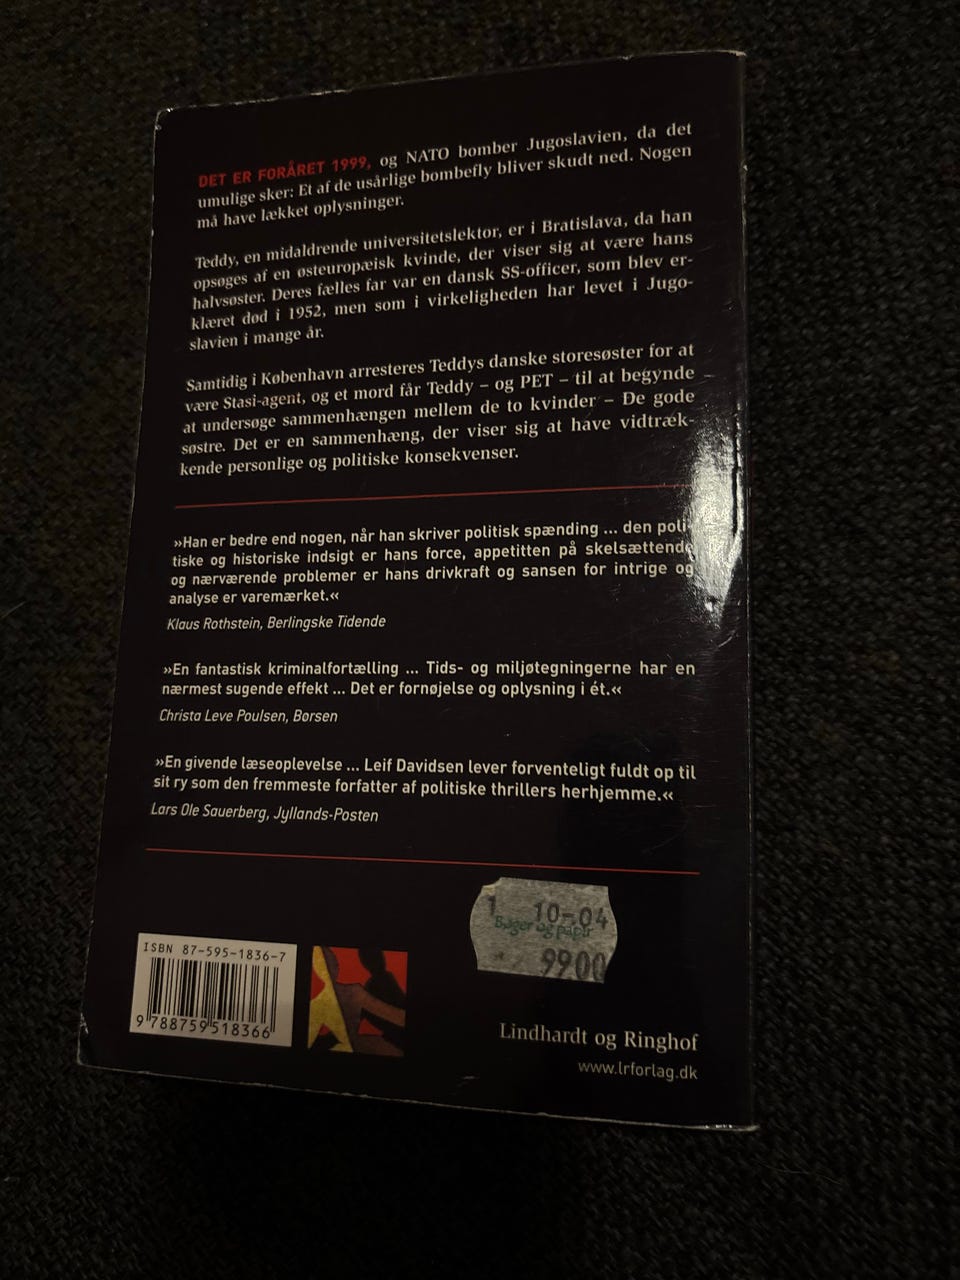 DET ER FORÅRET 1999, og NATO bomber Jugoslavien, da det
umulige sker: Et af de usårlige bombefly bliver skudt ned. Nogen
må have lækket oplysninger.
Teddy, en midaldrende universitetslektor, er i Bratislava, da han
opsøges af en østeuropæisk kvinde, der viser sig at være hans
halvsøster. Deres fælles far var en dansk SS-officer, som blev er-
klæret død i 1952, men som i virkeligheden har levet i Jugo-
slavien i mange år.
Samtidig i København arresteres Teddys danske storesøster for at
være Stasi-agent, og et mord får Teddy – og PET – til at begynde
at undersøge sammenhængen mellem de to kvinder – De gode
søstre. Det er en sammenhæng, der viser sig at have vidtræk-
kende personlige og politiske konsekvenser.
»Han er bedre end nogen, når han skriver politisk spænding ... den poli-
tiske og historiske indsigt er hans force, appetitten på skelsættende
og nærværende problemer er hans drivkraft og sansen for intrige og
analyse er varemærket.«
Klaus Rothstein, Berlingske Tidende
»En fantastisk kriminalfortælling ... Tids- og miljøtegningerne har en
nærmest sugende effekt ... Det er fornøjelse og oplysning i ét.«
Christa Leve Poulsen, Børsen
»En givende læseoplevelse ... Leif Davidsen lever forventeligt fuldt op til
sit ry som den fremmeste forfatter af politiske thrillers herhjemme.«
Lars Ole Sauerberg, Jyllands-Posten
1 10-04
Bøger og papir
9900
ISBN 87-595-1836-7
9 788759 518366
Lindhardt og Ringhof
www.lrforlag.dk